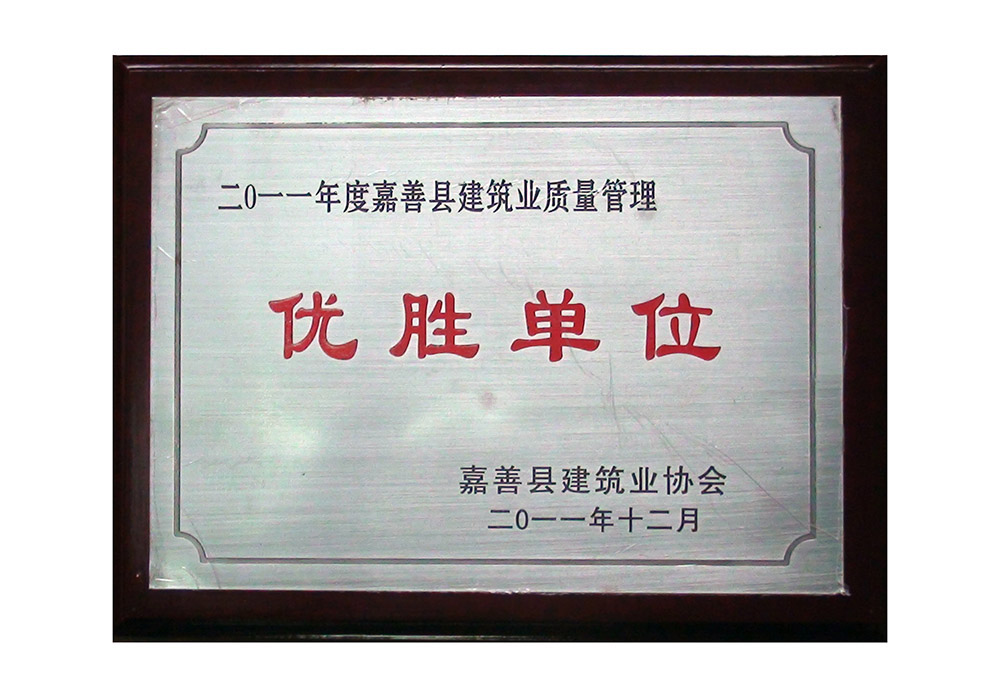 二0一一年度嘉善县建筑业质量管理
优胜单位
嘉善县建筑业协会
二0一一年十二月